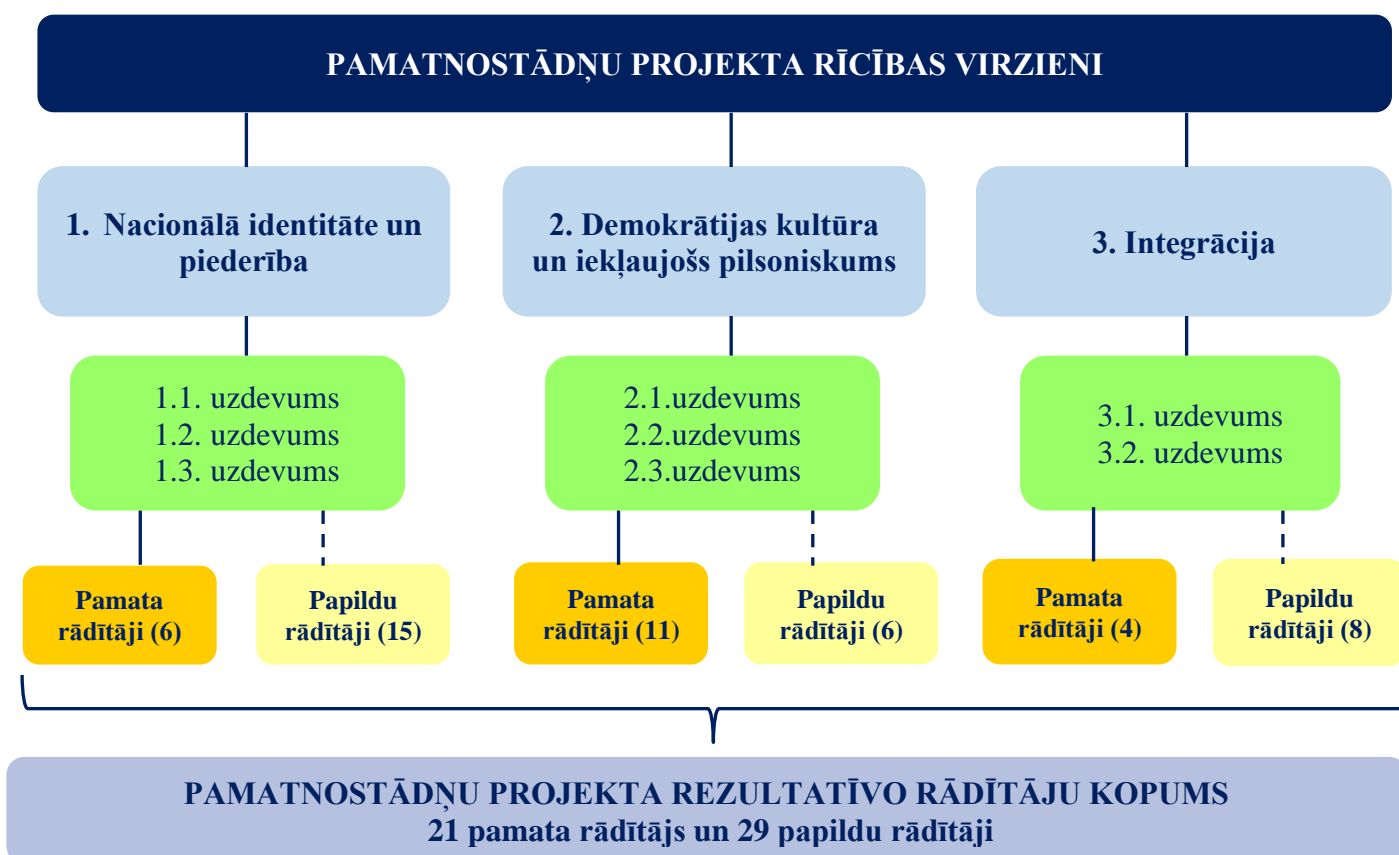 PAMATNOSTĀDŅU PROJEKTA RĪCĪBAS VIRZIENI
1. Nacionālā identitāte un
piederība
2. Demokrātijas kultūra
un iekļaujošs pilsoniskums
3. Integrācija
1.1. uzdevums
1.2. uzdevums
1.3. uzdevums
2.1.uzdevums
2.2.uzdevums
2.3.uzdevums
3.1. uzdevums
3.2. uzdevums
Pamata
rādītāji (6)
Papildu
rādītāji (15)
Pamata
rādītāji (11)
Papildu
rādītāji (6)
Pamata
rādītāji (4)
Papildu
rādītāji (8)
PAMATNOSTĀDŅU PROJEKTA REZULTATĪVO RĀDĪTĀJU KOPUMS
21 pamata rādītājs un 29 papildu rādītāji